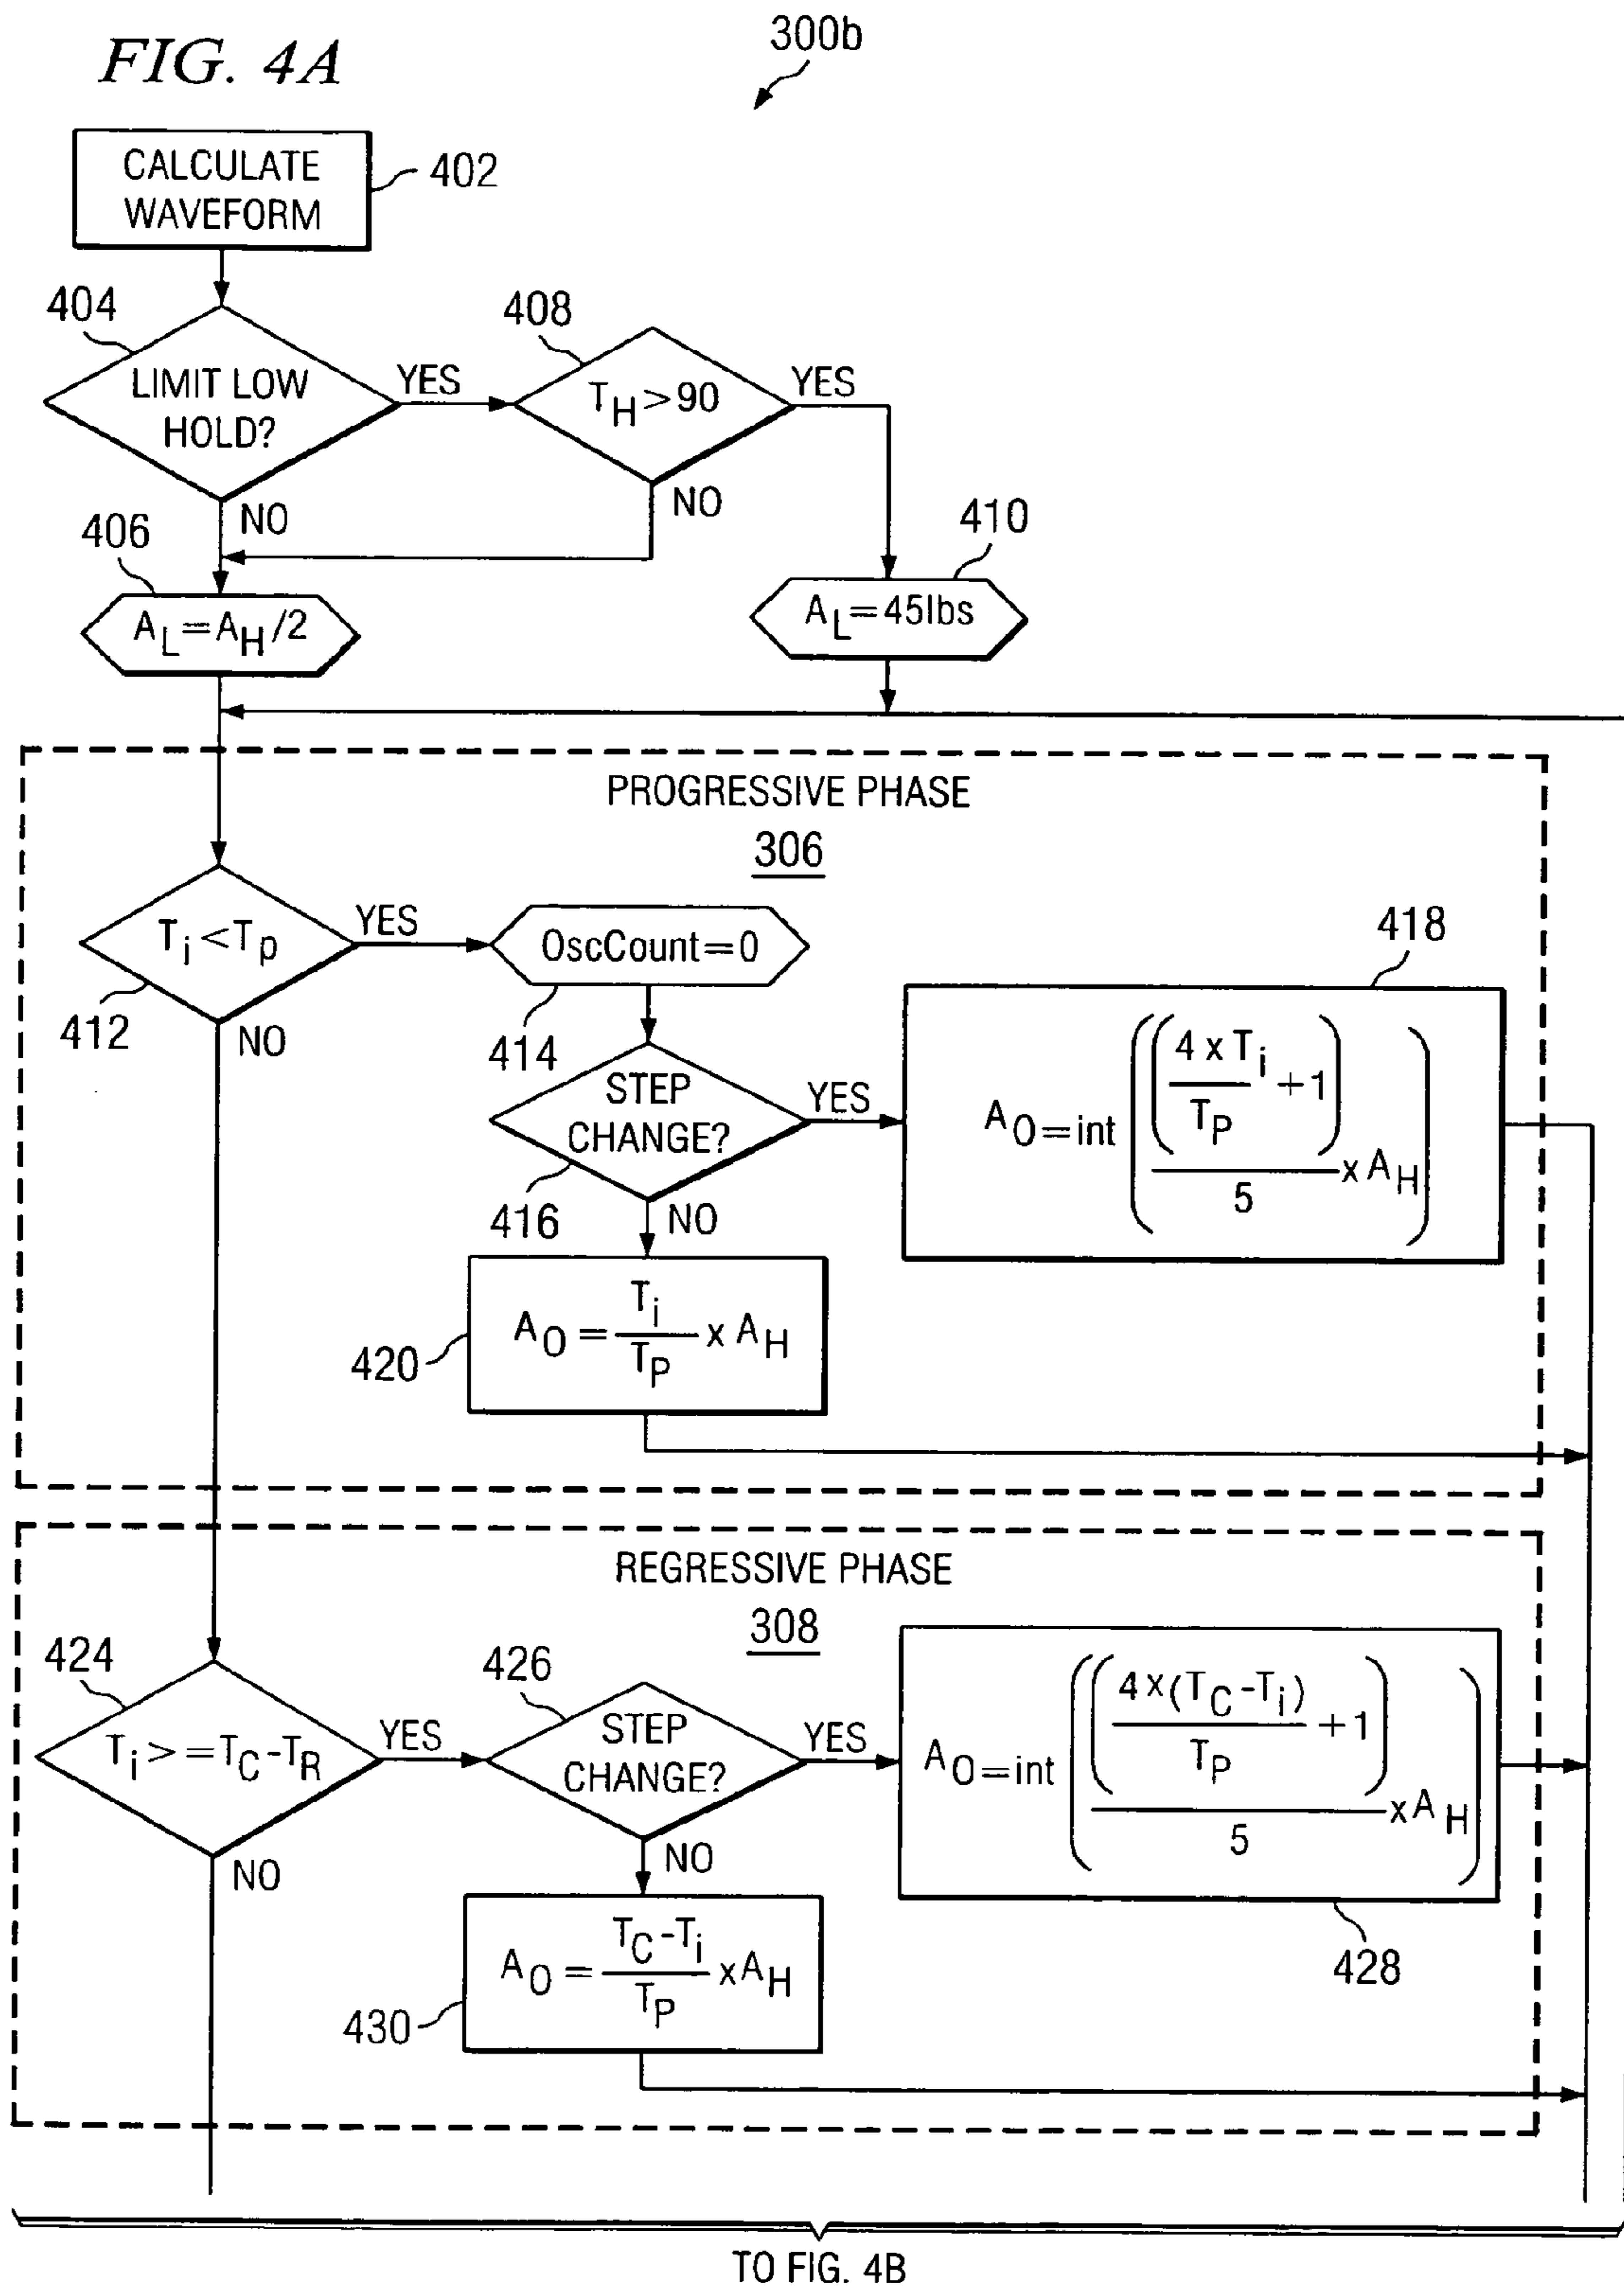 FIG. 4A
300b
CALCULATE
WAVEFORM
402
404
LIMIT LOW
HOLD?
YES
408
T_H>90
YES
NO
NO
406
A_L=A_H/2
410
A_L=45lbs
PROGRESSIVE PHASE
306
T_i<T_p
YES
412
NO
OscCount=0
414
STEP
CHANGE?
YES
416
NO
418
A_O=int (((4 x T_i / T_P) +1) / 5 x A_H)
A_O = T_i / T_P x A_H
420
REGRESSIVE PHASE
308
424
T_i>=T_C-T_R
YES
NO
426
STEP
CHANGE?
YES
NO
A_O=int (((4x(T_C-T_i) / T_P) +1) / 5 xA_H)
428
A_O = T_C-T_i / T_P xA_H
430
TO FIG. 4B